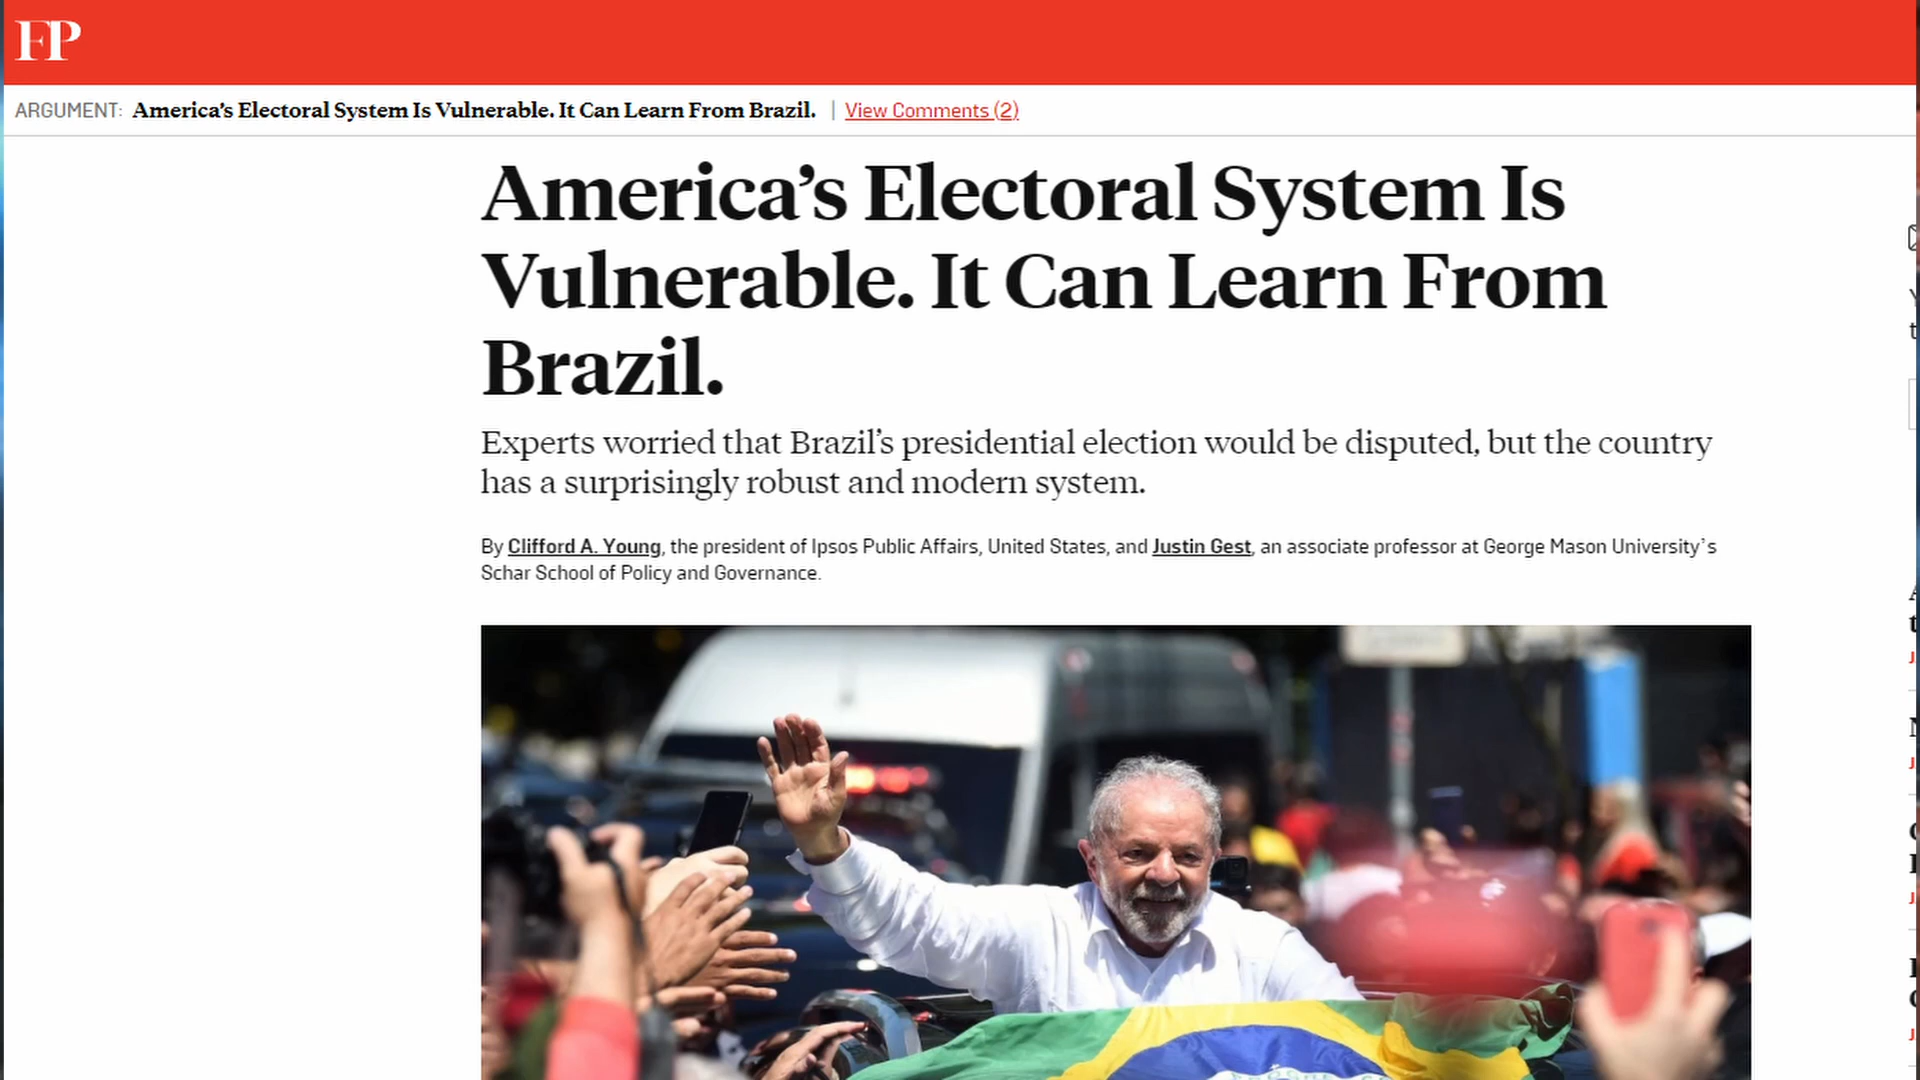 FP
ARGUMENT: America's Electoral System Is Vulnerable. It Can Learn From Brazil. | View Comments (2)
America's Electoral System Is
Vulnerable. It Can Learn From
Brazil.
Experts worried that Brazil's presidential election would be disputed, but the country
has a surprisingly robust and modern system.
By Clifford A. Young, the president of Ipsos Public Affairs, United States, and Justin Gest, an associate professor at George Mason University's
Schar School of Policy and Governance.